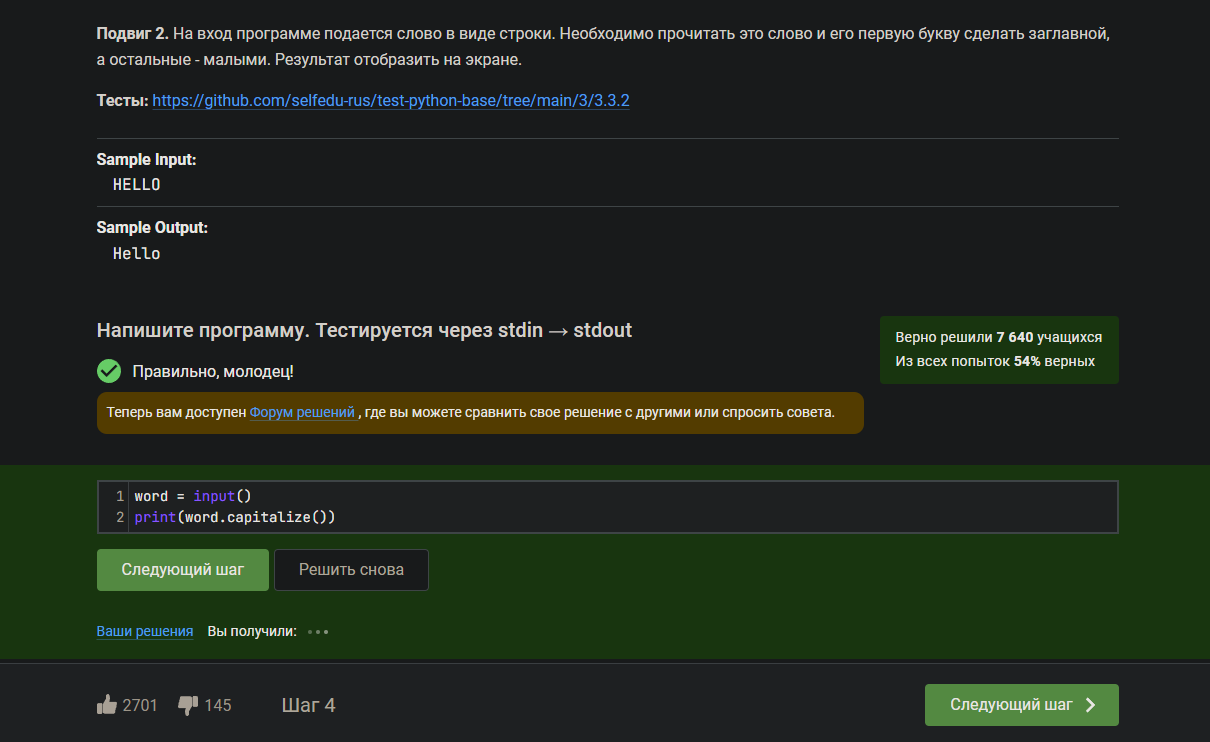 Подвиг 2. На вход программе подается слово в виде строки. Необходимо прочитать это слово и его первую букву сделать заглавной,
а остальные - малыми. Результат отобразить на экране.
Тесты: https://github.com/selfedu-rus/test-python-base/tree/main/3/3.3.2
Sample Input:
HELLO
Sample Output:
Hello
Напишите программу. Тестируется через stdin → stdout
Верно решили 7 640 учащихся
Из всех попыток 54% верных
Правильно, молодец!
Теперь вам доступен Форум решений , где вы можете сравнить свое решение с другими или спросить совета.
1 word = input()
2 print(word.capitalize())
Следующий шаг Решить снова
Ваши решения Вы получили:
2701 145 Шаг 4 Следующий шаг